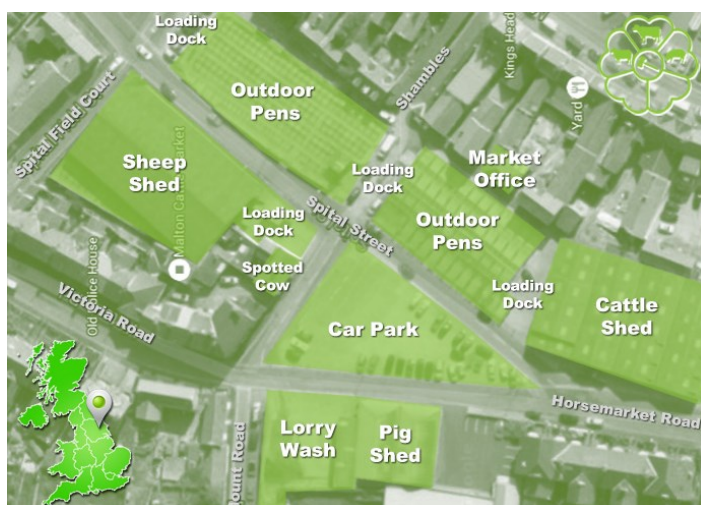 Loading
Dock
Kings Head
Shambles
Outdoor
Pens
Yard
Spital Field Court
Sheep
Shed
Malton Cattle Market
Loading
Dock
Market
Office
Loading
Dock
Spital Street
Outdoor
Pens
Spotted
Cow
Old Police House
Victoria Road
Loading
Dock
Cattle
Shed
Car Park
Horsemarket Road
Lorry
Wash
Pig
Shed
ount Road